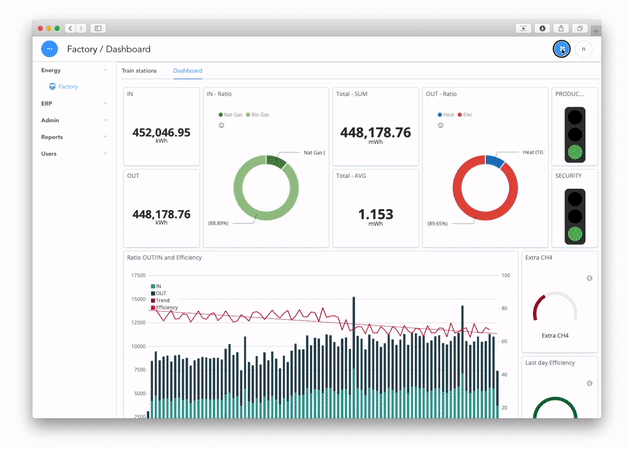 Factory / Dashboard
Energy
Factory
ERP
Admin
Reports
Users
Train stations
Dashboard
IN
452,046.95
kWh
IN - Ratio
Nat Gas
Bio Gas
Nat Gas (
(88.89%)
Total - SUM
448,178.76
mWh
OUT - Ratio
Heat
Elec
Heat (10.
(89.65%)
PRODUC...
OUT
448,178.76
kWh
Total - AVG
1.153
mWh
SECURITY
Ratio OUT/IN and Efficiency
17500
15000
12500
10000
7500
5000
2500
IN
OUT
Trend
Efficiency
100
80
60
40
20
Extra CH4
Extra CH4
Last day Efficiency